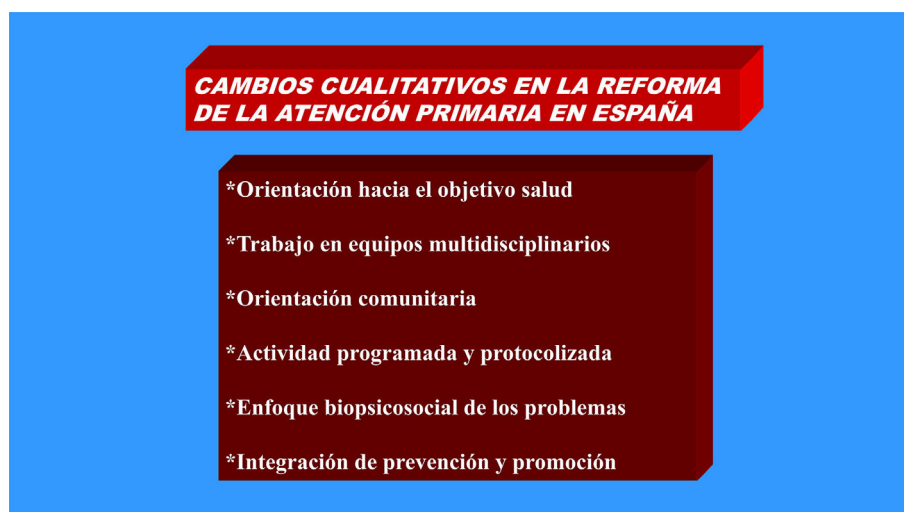 CAMBIOS CUALITATIVOS EN LA REFORMA
DE LA ATENCIÓN PRIMARIA EN ESPAÑA
*Orientación hacia el objetivo salud
*Trabajo en equipos multidisciplinarios
*Orientación comunitaria
*Actividad programada y protocolizada
*Enfoque biopsicosocial de los problemas
*Integración de prevención y promoción